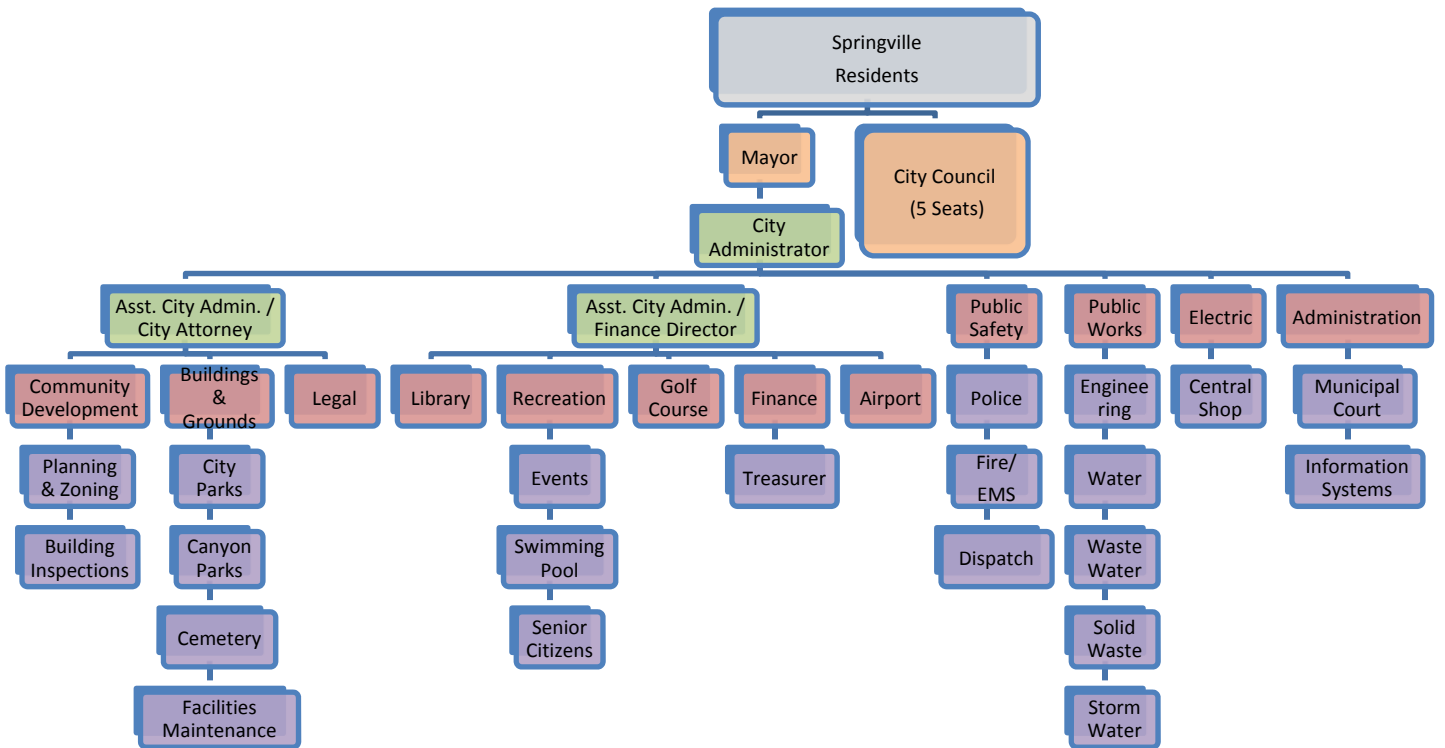 Springville
Residents
Mayor
City Council
(5 Seats)
City
Administrator
Asst. City Admin. /
City Attorney
Asst. City Admin. /
Finance Director
Public
Safety
Public
Works
Electric
Administration
Community
Development
Buildings
&
Grounds
Legal
Library
Recreation
Golf
Course
Finance
Airport
Police
Enginee
ring
Central
Shop
Municipal
Court
Planning
& Zoning
City
Parks
Events
Treasurer
Fire/
EMS
Water
Information
Systems
Building
Inspections
Canyon
Parks
Swimming
Pool
Dispatch
Waste
Water
Cemetery
Senior
Citizens
Solid
Waste
Facilities
Maintenance
Storm
Water